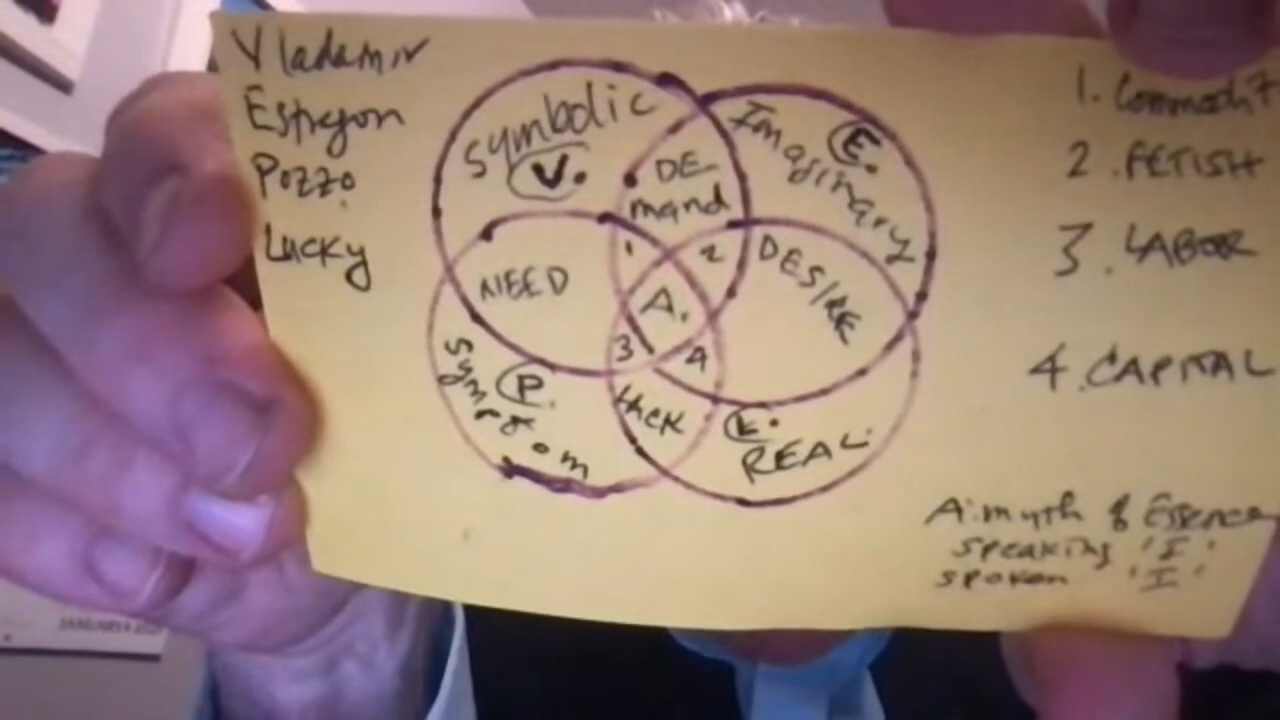 Vladamir
Estragon
Pozzo
Lucky
Symbolic
V.
Imaginary
E.
DE
mand
NEED
1
2
DESIRE
A.
3
4
Symptom
P.
LACK
L.
REAL
1. Commodity
2. FETISH
3. LABOR
4. CAPITAL
A: myth of Essence
speaking 'I'
spoken 'I'